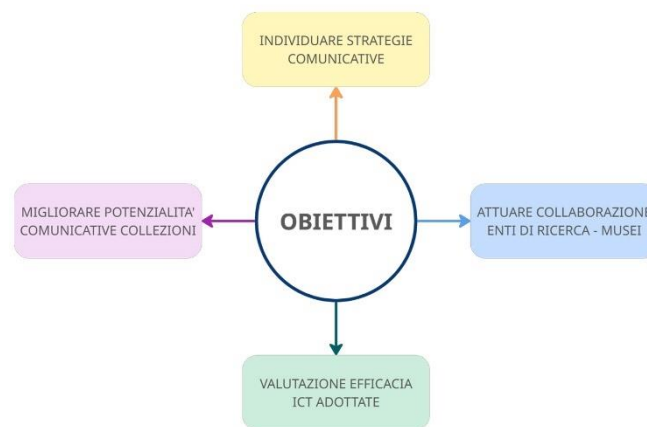 INDIVIDUARE STRATEGIE
COMUNICATIVE
MIGLIORARE POTENZIALITA'
COMUNICATIVE COLLEZIONI
OBIETTIVI
ATTUARE COLLABORAZIONE
ENTI DI RICERCA - MUSEI
VALUTAZIONE EFFICACIA
ICT ADOTTATE